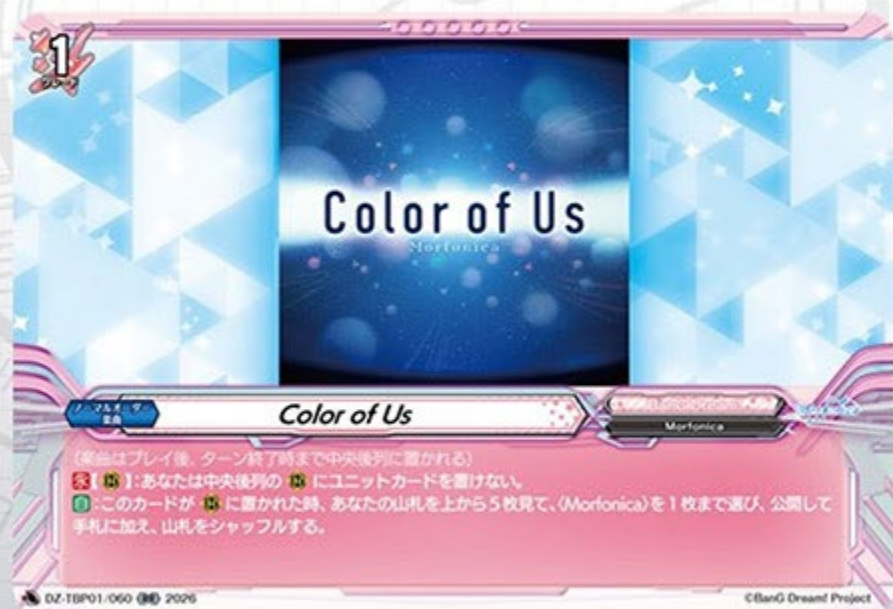 1
グレード
Color of Us
Morfonica
ノーマルオーダー
楽曲
Color of Us
Morfonica
(楽曲はプレイ後、ターン終了時まで中央後列に置かれる)
永【】:あなたは中央後列の にユニットカードを置けない。
自:このカードが に置かれた時、あなたの山札を上から5枚見て、〈Morfonica〉を1枚まで選び、公開して
手札に加え、山札をシャッフルする。
DZ-TBP01/060 RR 2026
©BanG Dream! Project